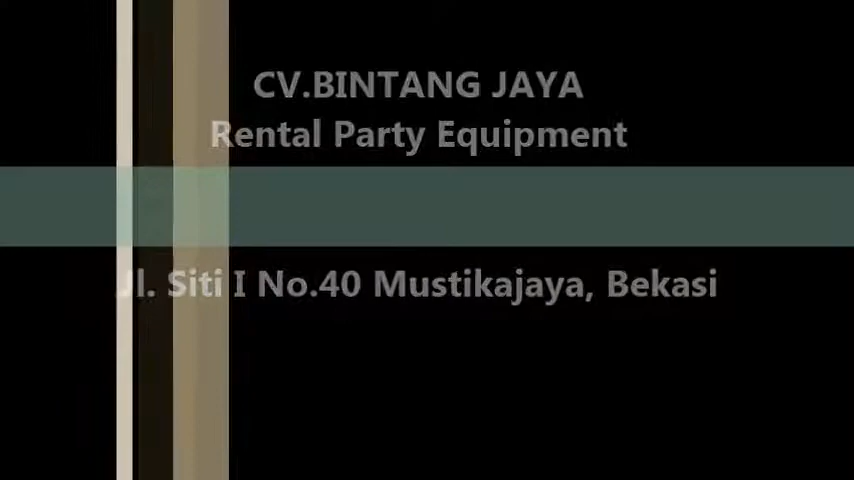 CV.BINTANG JAYA
Rental Party Equipment
Jl. Siti I No.40 Mustikajaya, Bekasi